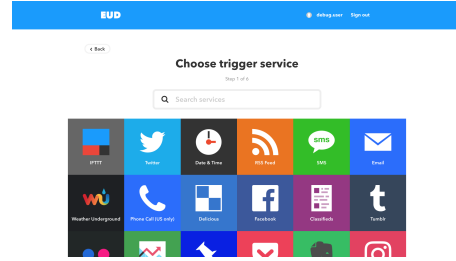 EUD
debug.user Sign out
< Back
Choose trigger service
Step 1 of 6
Search services
IFTTT Twitter Date & Time RSS Feed sms SMS Email
Weather Underground Phone Call (US only) Delicious Facebook Classifieds Tumblr